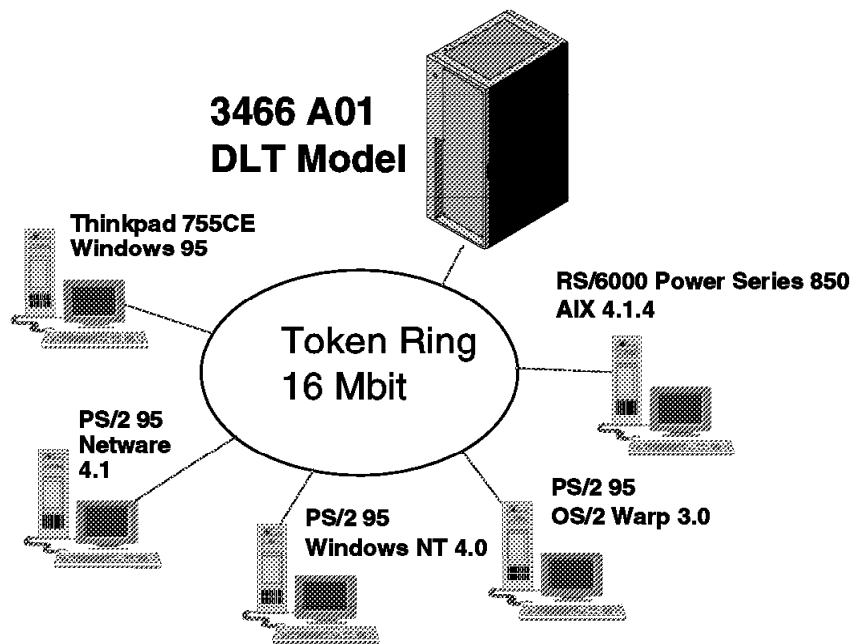 3466 A01
DLT Model
Thinkpad 755CE
Windows 95
RS/6000 Power Series 850
AIX 4.1.4
Token Ring
16 Mbit
PS/2 95
Netware
4.1
PS/2 95
OS/2 Warp 3.0
PS/2 95
Windows NT 4.0